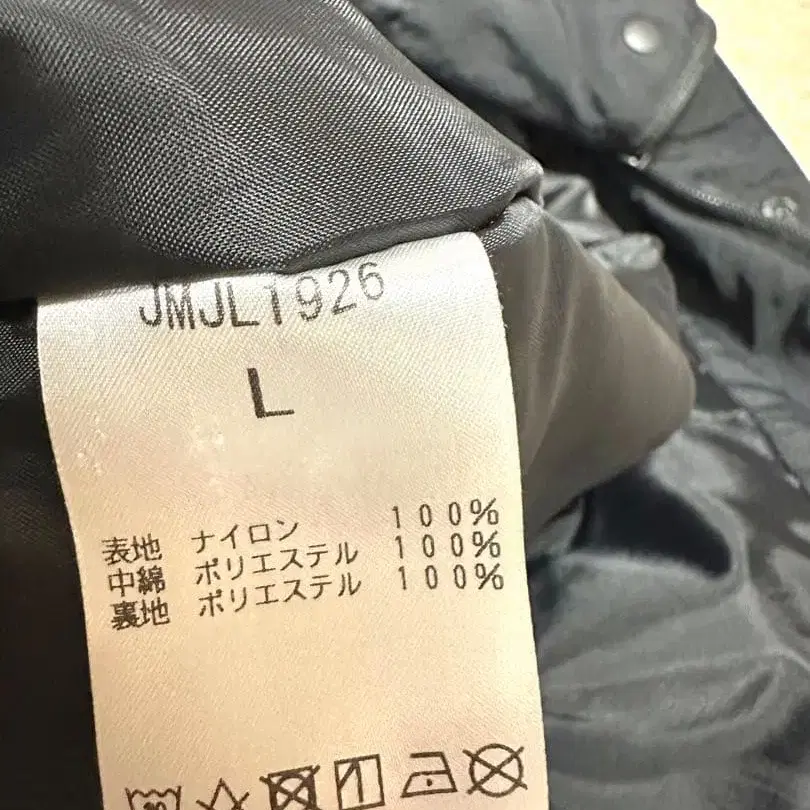 JMJL1926
L
表地 ナイロン 100%
中綿 ポリエステル 100%
裏地 ポリエステル 100%